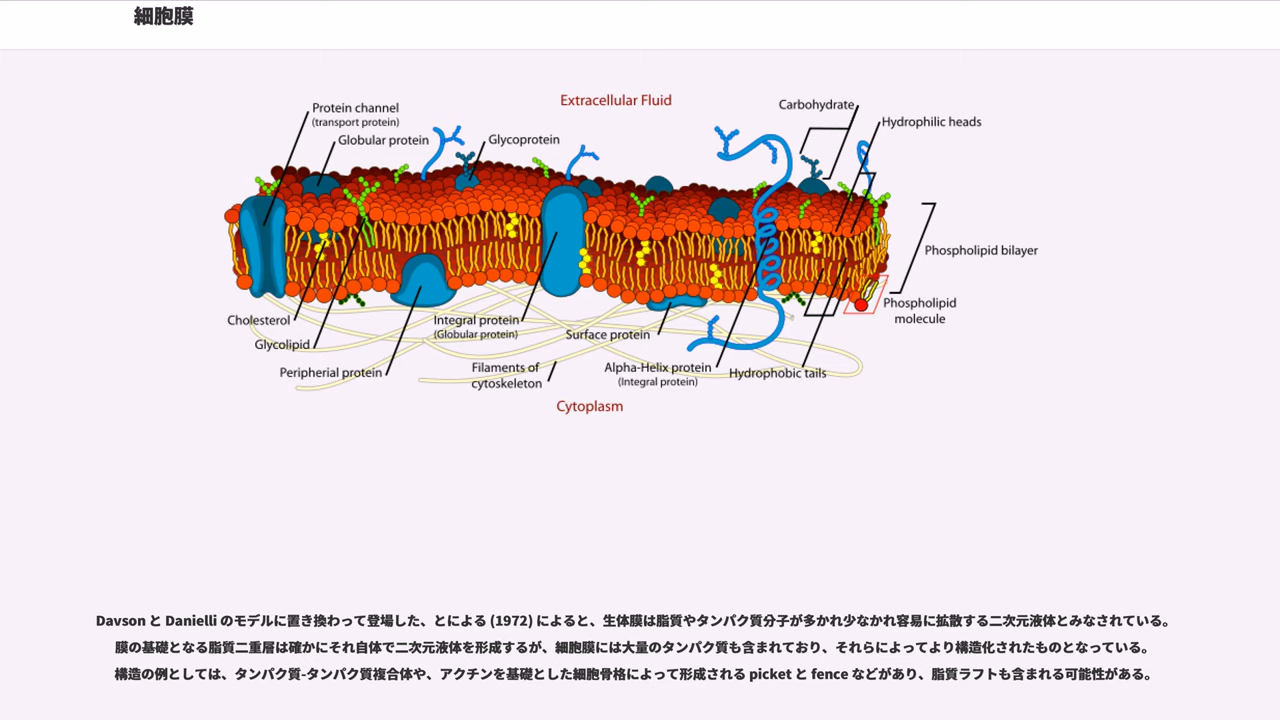 細胞膜
Extracellular Fluid
Protein channel
(transport protein)
Globular protein
Glycoprotein
Carbohydrate
Hydrophilic heads
Phospholipid bilayer
Phospholipid
molecule
Cholesterol
Glycolipid
Peripherial protein
Integral protein
(Globular protein)
Filaments of
cytoskeleton
Surface protein
Alpha-Helix protein
(Integral protein)
Hydrophobic tails
Cytoplasm
Davson と Danielli のモデルに置き換わって登場した、とによる (1972) によると、生体膜は脂質やタンパク質分子が多かれ少なかれ容易に拡散する二次元液体とみなされている。
膜の基礎となる脂質二重層は確かにそれ自体で二次元液体を形成するが、細胞膜には大量のタンパク質も含まれており、それらによってより構造化されたものとなっている。
構造の例としては、タンパク質-タンパク質複合体や、アクチンを基礎とした細胞骨格によって形成される picket と fence などがあり、脂質ラフトも含まれる可能性がある。